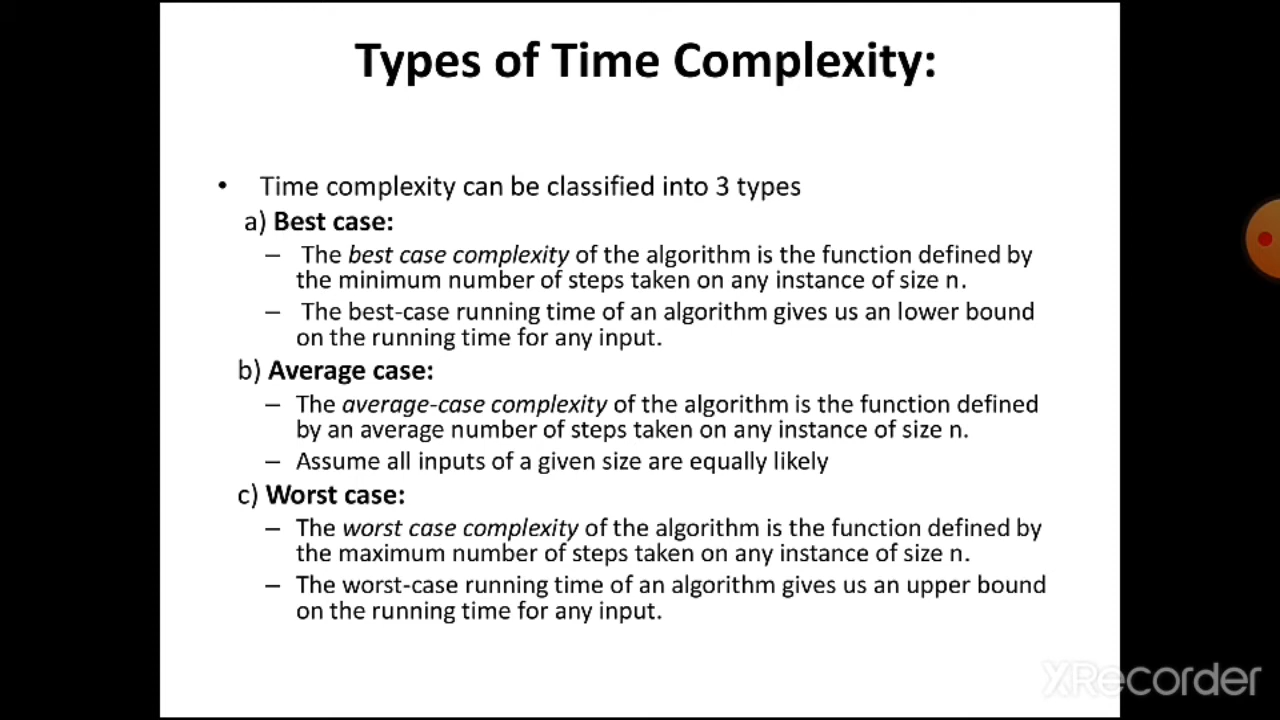 Types of Time Complexity:
• Time complexity can be classified into 3 types
a) Best case:
– The best case complexity of the algorithm is the function defined by
the minimum number of steps taken on any instance of size n.
– The best-case running time of an algorithm gives us an lower bound
on the running time for any input.
b) Average case:
– The average-case complexity of the algorithm is the function defined
by an average number of steps taken on any instance of size n.
– Assume all inputs of a given size are equally likely
c) Worst case:
– The worst case complexity of the algorithm is the function defined by
the maximum number of steps taken on any instance of size n.
– The worst-case running time of an algorithm gives us an upper bound
on the running time for any input.
XRecorder